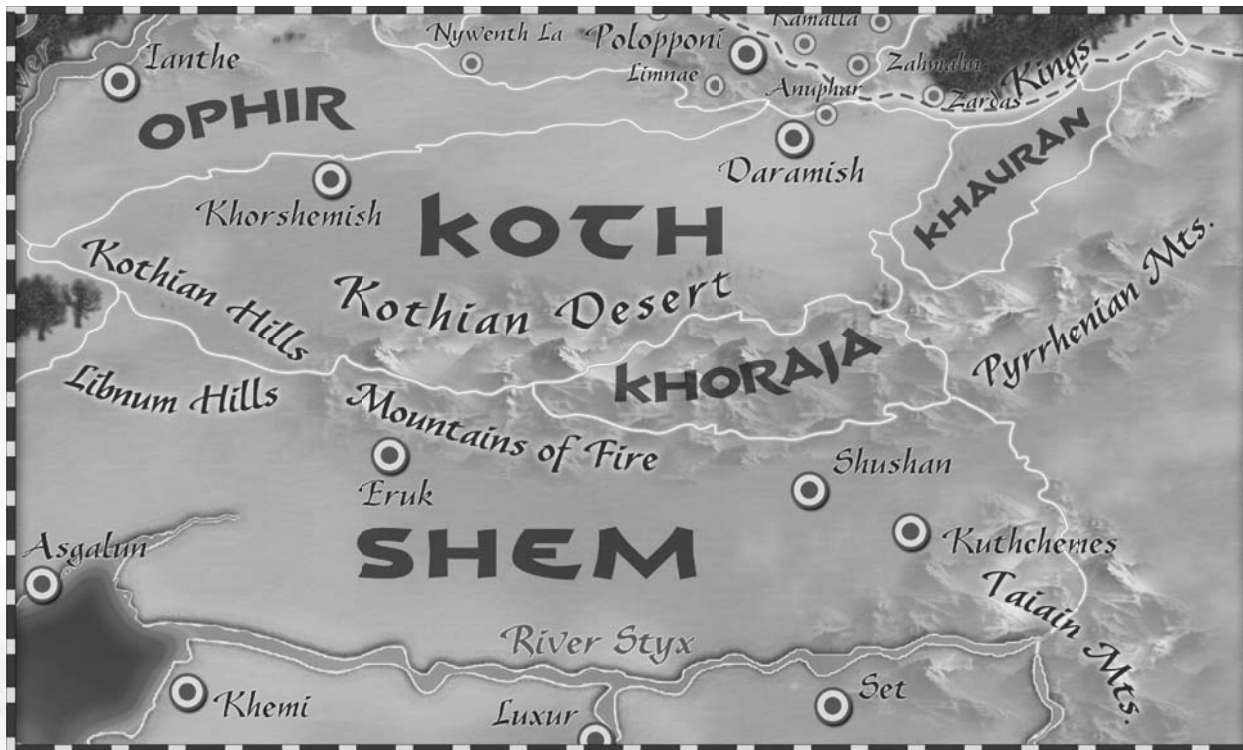 Kamalla
Nywenth La
Polopponi
Ianthe
Zahmahn
Limnae
Kings
Anuphar
Zardas
OPHIR
KHAURAN
Daramish
Khorshemish
KOTH
Kothian Hills
Kothian Desert
Pyrrhenian Mts.
KHORAJA
Libnum Hills
Mountains of Fire
Shushan
Eruk
SHEM
Kuthchemes
Asgalun
Taiain Mts.
River Styx
Set
Khemi
Luxur